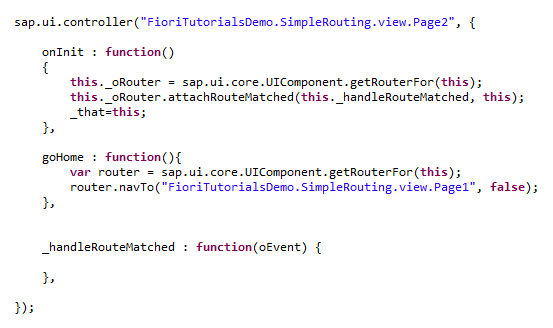 sap.ui.controller("FioriTutorialsDemo.SimpleRouting.view.Page2", {
onInit : function()
{
this._oRouter = sap.ui.core.UIComponent.getRouterFor(this);
this._oRouter.attachRouteMatched(this._handleRouteMatched, this);
_that=this;
},
goHome : function(){
var router = sap.ui.core.UIComponent.getRouterFor(this);
router.navTo("FioriTutorialsDemo.SimpleRouting.view.Page1", false);
},
_handleRouteMatched : function(oEvent) {
},
});